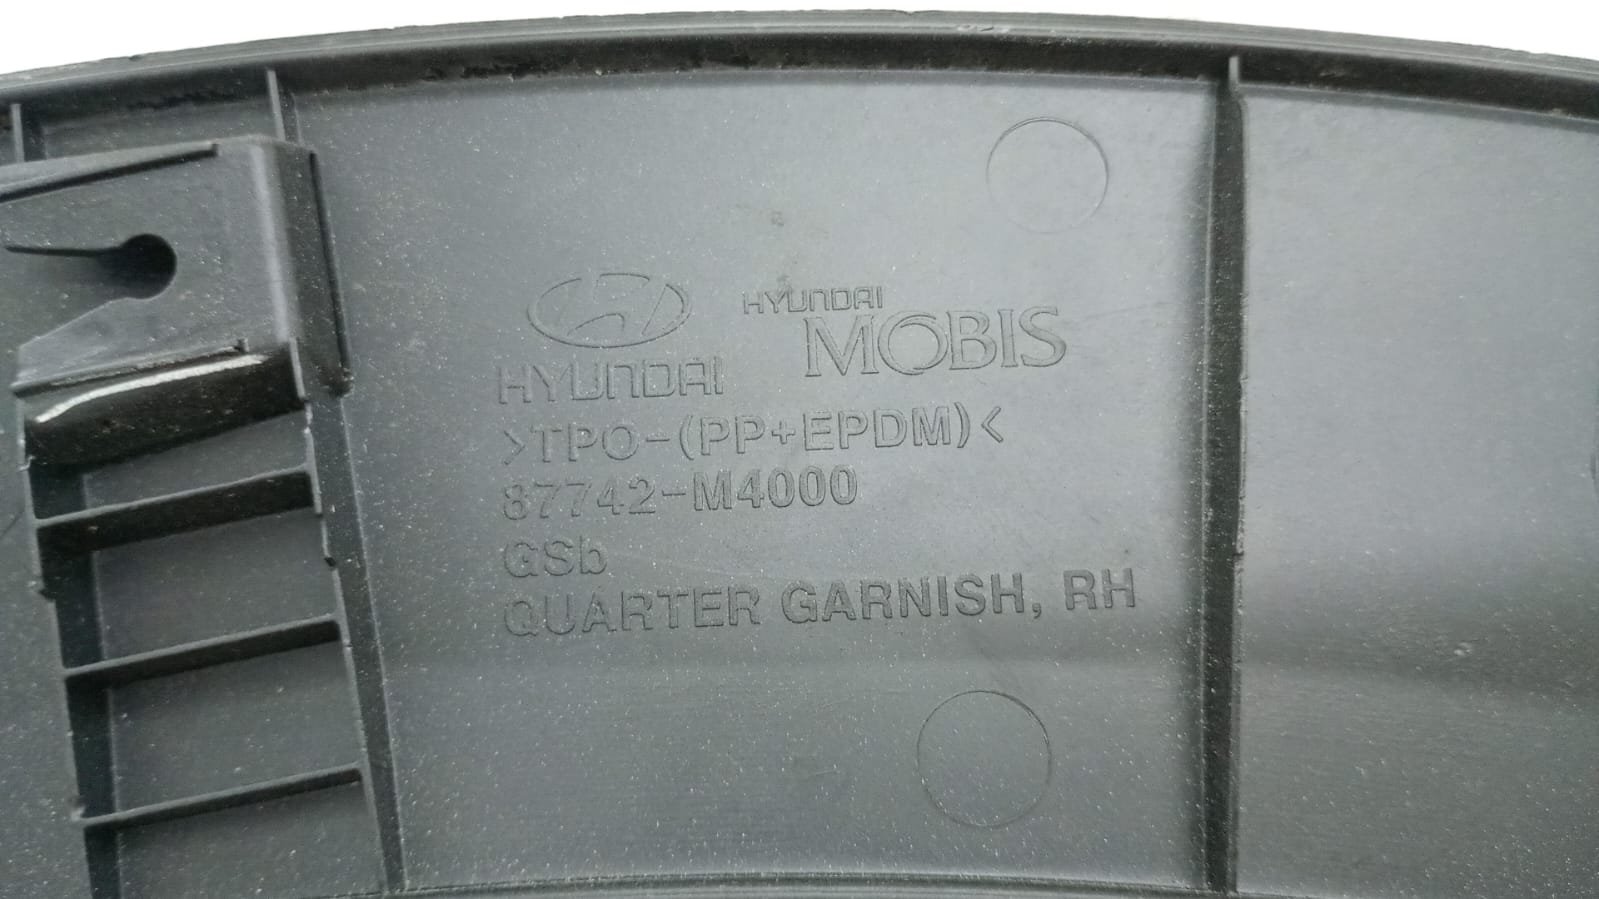 HYUNDAI
HYUNDAI
MOBIS
>TPO-(PP+EPDM)<
87742-M4000
GSb
QUARTER GARNISH, RH